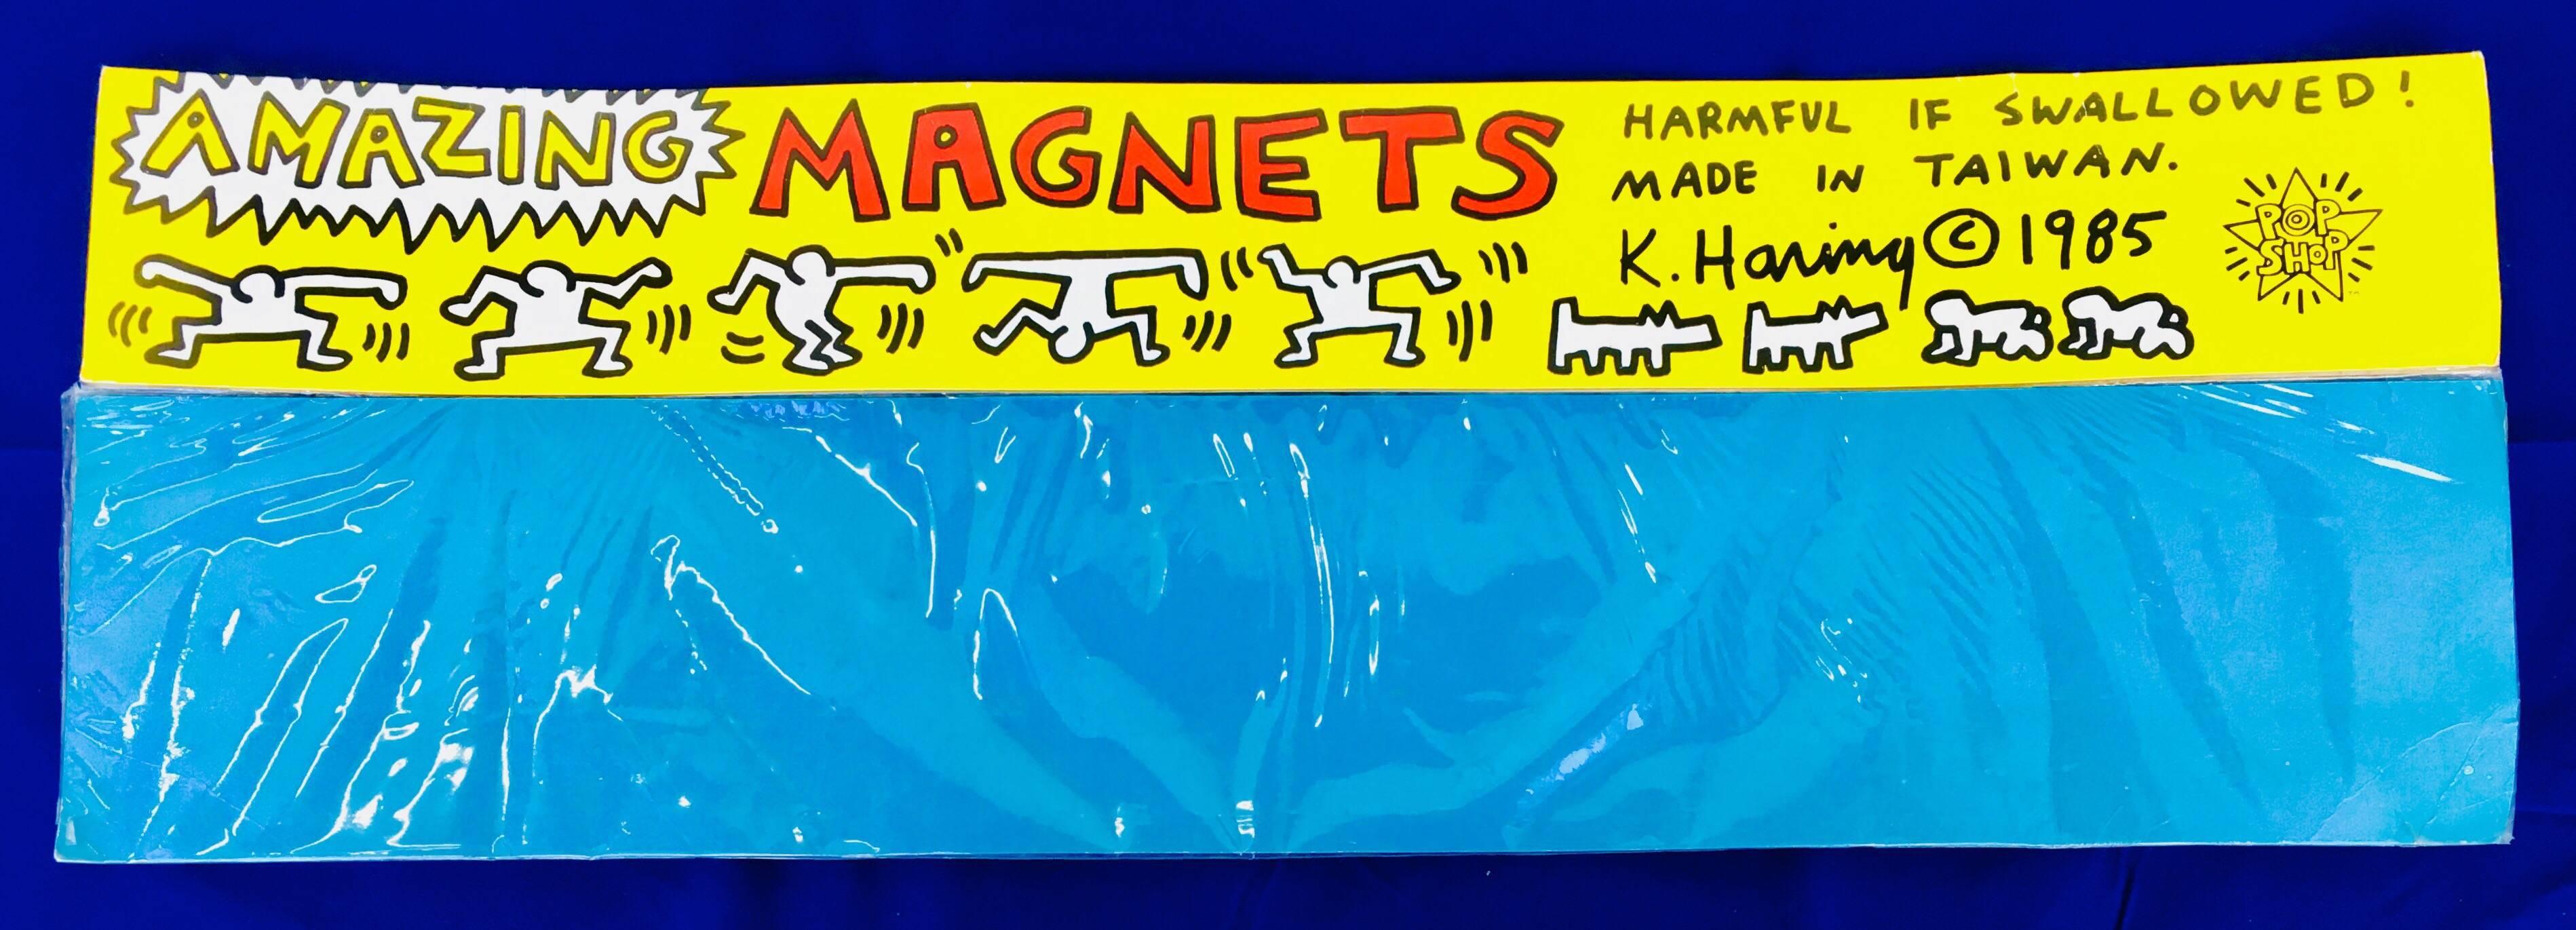 AMAZING MAGNETS
HARMFUL IF SWALLOWED!
MADE IN TAIWAN.
K. Haring © 1985
POP
SHOP